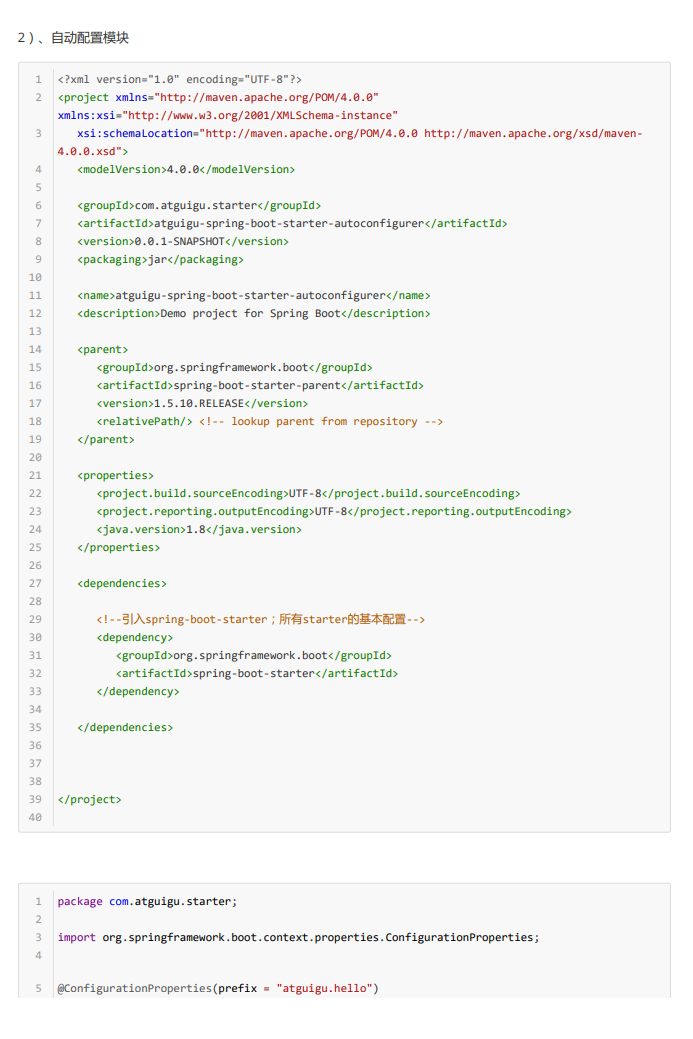 2）、自动配置模块
1 <?xml version="1.0" encoding="UTF-8"?>
2 <project xmlns="http://maven.apache.org/POM/4.0.0"
xmlns:xsi="http://www.w3.org/2001/XMLSchema-instance"
3 xsi:schemaLocation="http://maven.apache.org/POM/4.0.0 http://maven.apache.org/xsd/maven-
4.0.0.xsd">
4 <modelVersion>4.0.0</modelVersion>
5
6 <groupId>com.atguigu.starter</groupId>
7 <artifactId>atguigu-spring-boot-starter-autoconfigurer</artifactId>
8 <version>0.0.1-SNAPSHOT</version>
9 <packaging>jar</packaging>
10
11 <name>atguigu-spring-boot-starter-autoconfigurer</name>
12 <description>Demo project for Spring Boot</description>
13
14 <parent>
15 <groupId>org.springframework.boot</groupId>
16 <artifactId>spring-boot-starter-parent</artifactId>
17 <version>1.5.10.RELEASE</version>
18 <relativePath/> <!-- lookup parent from repository -->
19 </parent>
20
21 <properties>
22 <project.build.sourceEncoding>UTF-8</project.build.sourceEncoding>
23 <project.reporting.outputEncoding>UTF-8</project.reporting.outputEncoding>
24 <java.version>1.8</java.version>
25 </properties>
26
27 <dependencies>
28
29 <!--引入spring-boot-starter；所有starter的基本配置-->
30 <dependency>
31 <groupId>org.springframework.boot</groupId>
32 <artifactId>spring-boot-starter</artifactId>
33 </dependency>
34
35 </dependencies>
36
37
38
39 </project>
40
1 package com.atguigu.starter;
2
3 import org.springframework.boot.context.properties.ConfigurationProperties;
4
5 @ConfigurationProperties(prefix = "atguigu.hello")